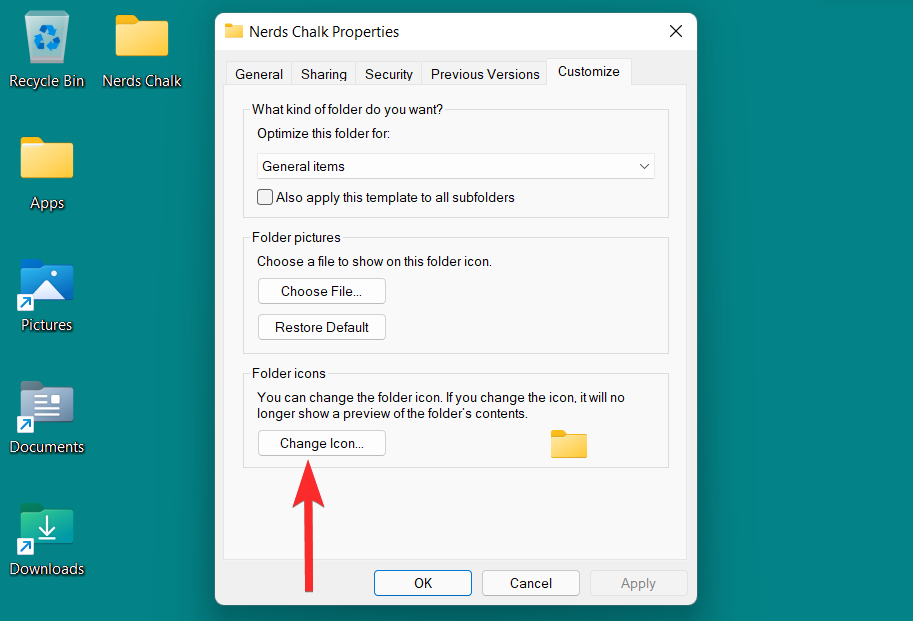 Recycle Bin
Nerds Chalk
Apps
Pictures
Documents
Downloads
Nerds Chalk Properties
General
Sharing
Security
Previous Versions
Customize
What kind of folder do you want?
Optimize this folder for:
General items
Also apply this template to all subfolders
Folder pictures
Choose a file to show on this folder icon.
Choose File...
Restore Default
Folder icons
You can change the folder icon. If you change the icon, it will no
longer show a preview of the folder's contents.
Change Icon...
OK
Cancel
Apply